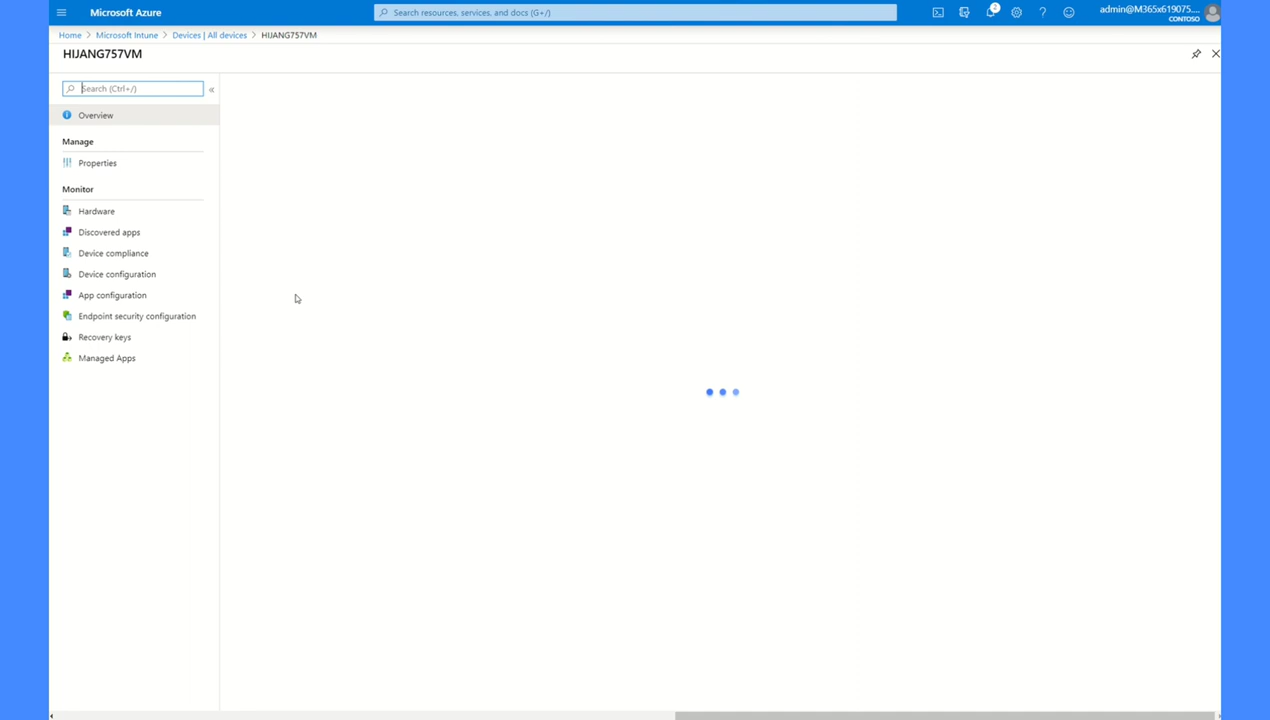 Microsoft Azure
Search resources, services, and docs (G+/)
2
admin@M365x619075....
CONTOSO
Home > Microsoft Intune > Devices | All devices > HIJANG757VM
HIJANG757VM
Search (Ctrl+/)
«
Overview
Manage
Properties
Monitor
Hardware
Discovered apps
Device compliance
Device configuration
App configuration
Endpoint security configuration
Recovery keys
Managed Apps